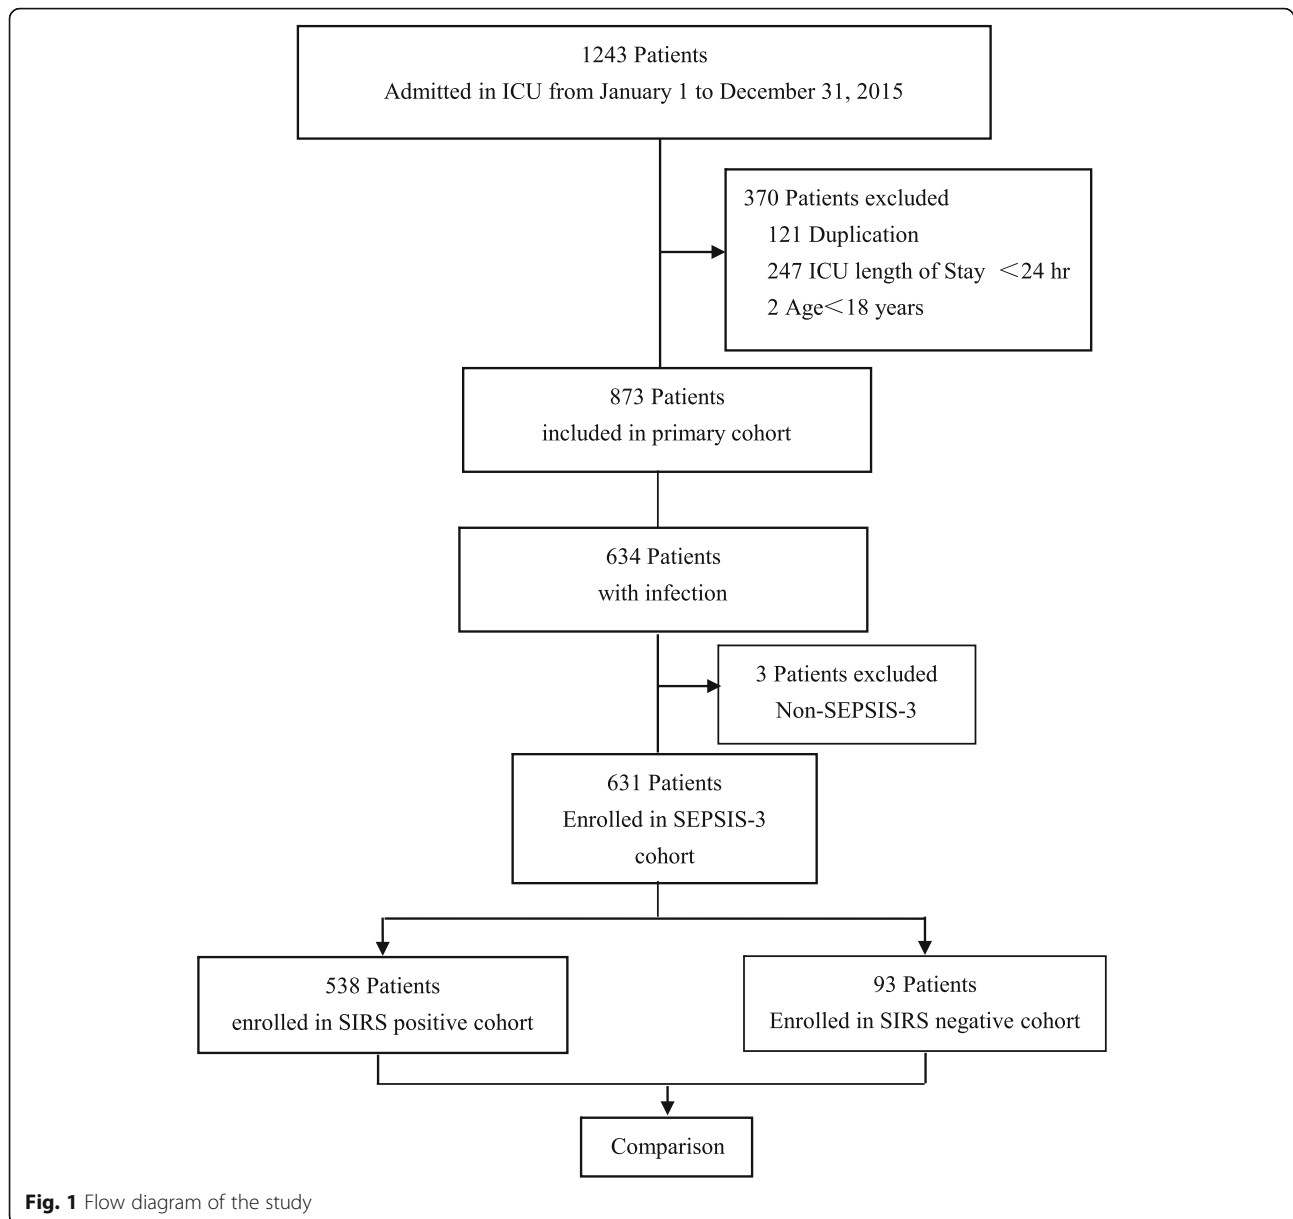 1243 Patients
Admitted in ICU from January 1 to December 31, 2015
370 Patients excluded
121 Duplication
247 ICU length of Stay ＜24 hr
2 Age＜18 years
873 Patients
included in primary cohort
634 Patients
with infection
3 Patients excluded
Non-SEPSIS-3
631 Patients
Enrolled in SEPSIS-3
cohort
538 Patients
enrolled in SIRS positive cohort
93 Patients
Enrolled in SIRS negative cohort
Comparison
Fig. 1 Flow diagram of the study